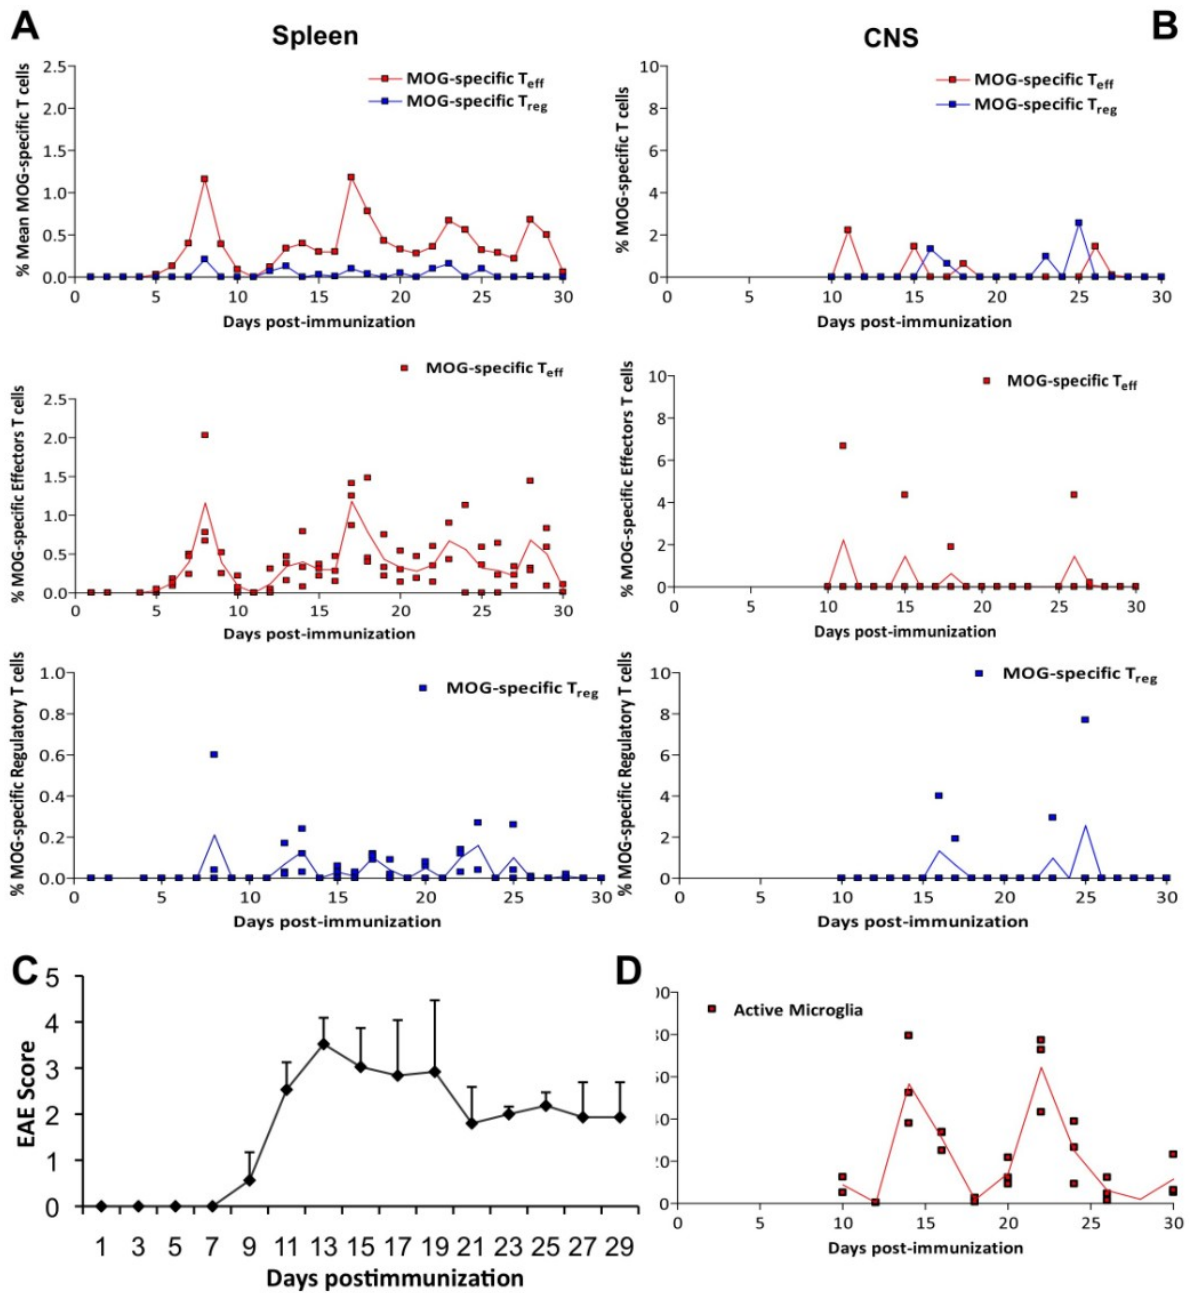 A
Spleen
CNS
B
% Mean MOG-specific T cells
2.5
2.0
1.5
1.0
0.5
0.0
MOG-specific Teff
MOG-specific Treg
0 5 10 15 20 25 30
Days post-immunization
% MOG-specific T cells
10
8
6
4
2
0
MOG-specific Teff
MOG-specific Treg
0 5 10 15 20 25 30
Days post-immunization
% MOG-specific Effectors T cells
MOG-specific Teff
2.5
2.0
1.5
1.0
0.5
0.0
0 5 10 15 20 25 30
Days post-immunization
% MOG-specific Effectors T cells
MOG-specific Teff
10
8
6
4
2
0
0 5 10 15 20 25 30
Days post-immunization
% MOG-specific Regulatory T cells
MOG-specific Treg
1.0
0.8
0.6
0.4
0.2
0.0
0 5 10 15 20 25 30
Days post-immunization
% MOG-specific Regulatory T cells
MOG-specific Treg
10
8
6
4
2
0
0 5 10 15 20 25 30
Days post-immunization
C
EAE Score
5
4
3
2
1
0
1 3 5 7 9 11 13 15 17 19 21 23 25 27 29
Days postimmunization
D
Active Microglia
40
20
0
0 5 10 15 20 25 30
Days post-immunization